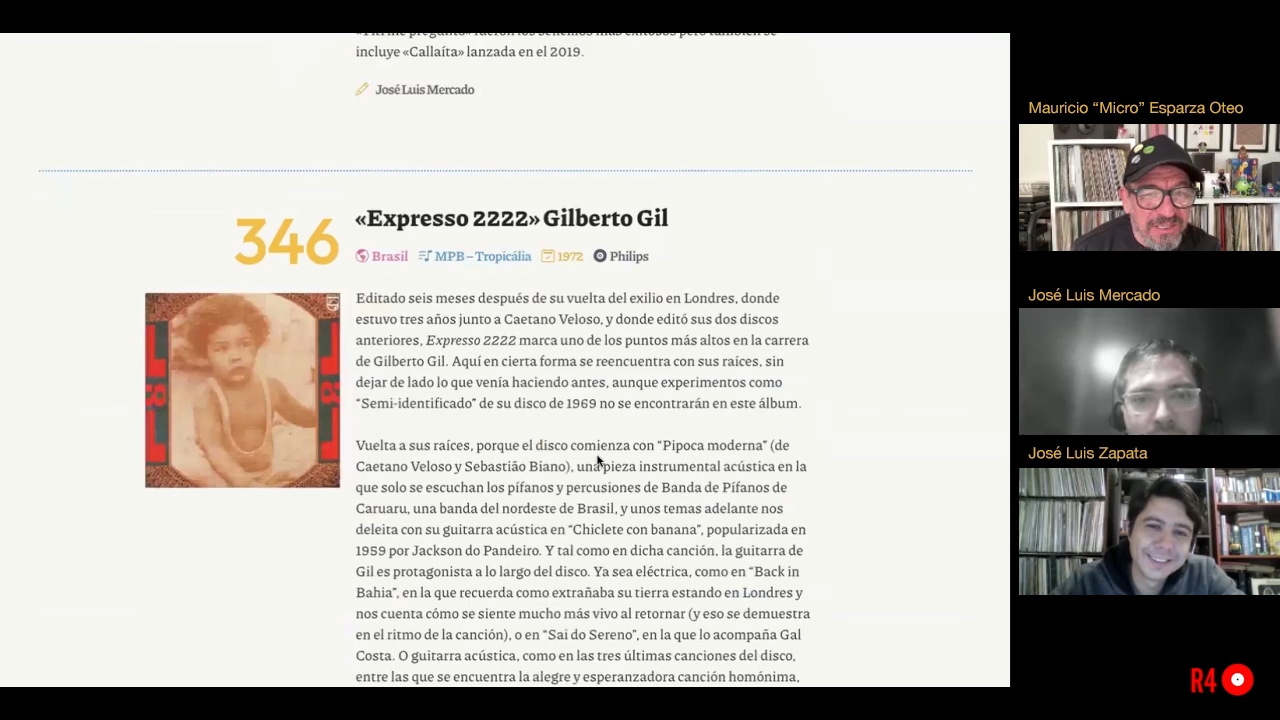 «Tití me preguntó» fueron los sencillos más exitosos pero también se
incluye «Callaíta» lanzada en el 2019.
José Luis Mercado
346
«Expresso 2222» Gilberto Gil
Brasil MPB – Tropicália 1972 Philips
Editado seis meses después de su vuelta del exilio en Londres, donde
estuvo tres años junto a Caetano Veloso, y donde editó sus dos discos
anteriores, Expresso 2222 marca uno de los puntos más altos en la carrera
de Gilberto Gil. Aquí en cierta forma se reencuentra con sus raíces, sin
dejar de lado lo que venía haciendo antes, aunque experimentos como
“Semi-identificado” de su disco de 1969 no se encontrarán en este álbum.
Vuelta a sus raíces, porque el disco comienza con “Pipoca moderna” (de
Caetano Veloso y Sebastião Biano), una pieza instrumental acústica en la
que solo se escuchan los pífanos y percusiones de Banda de Pífanos de
Caruaru, una banda del nordeste de Brasil, y unos temas adelante nos
deleita con su guitarra acústica en “Chiclete con banana”, popularizada en
1959 por Jackson do Pandeiro. Y tal como en dicha canción, la guitarra de
Gil es protagonista a lo largo del disco. Ya sea eléctrica, como en “Back in
Bahia”, en la que recuerda como extrañaba su tierra estando en Londres y
nos cuenta cómo se siente mucho más vivo al retornar (y eso se demuestra
en el ritmo de la canción), o en “Sai do Sereno”, en la que lo acompaña Gal
Costa. O guitarra acústica, como en las tres últimas canciones del disco,
entre las que se encuentra la alegre y esperanzadora canción homónima,
Mauricio “Micro” Esparza Oteo
José Luis Mercado
José Luis Zapata
R4